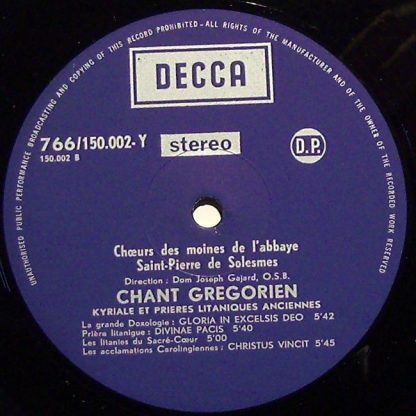 UNAUTHORISED PUBLIC PERFORMANCE BROADCASTING AND COPYING OF THIS RECORD PROHIBITED - ALL RIGHTS OF THE MANUFACTURER AND OF THE OWNER OF THE RECORDED WORK RESERVED
DECCA
766/150.002-Y
stereo
D.P.
150.002 B
Chœurs des moines de l'abbaye
Saint-Pierre de Solesmes
Direction : Dom Joseph Gajard, O.S.B.
CHANT GREGORIEN
KYRIALE ET PRIERES LITANIQUES ANCIENNES
La grande Doxologie : GLORIA IN EXCELSIS DEO 5'42
Prière litanique : DIVINAE PACIS 5'40
Les litanies du Sacré-Cœur 5'00
Les acclamations Carolingiennes : CHRISTUS VINCIT 5'45